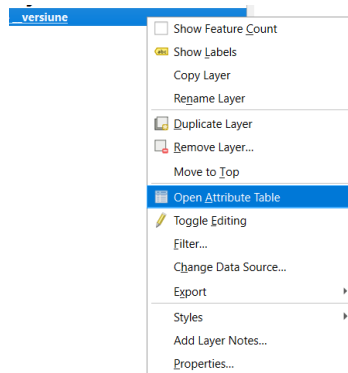 __versiune
Show Feature Count
abc Show Labels
Copy Layer
Rename Layer
Duplicate Layer
Remove Layer...
Move to Top
Open Attribute Table
Toggle Editing
Filter...
Change Data Source...
Export
Styles
Add Layer Notes...
Properties...